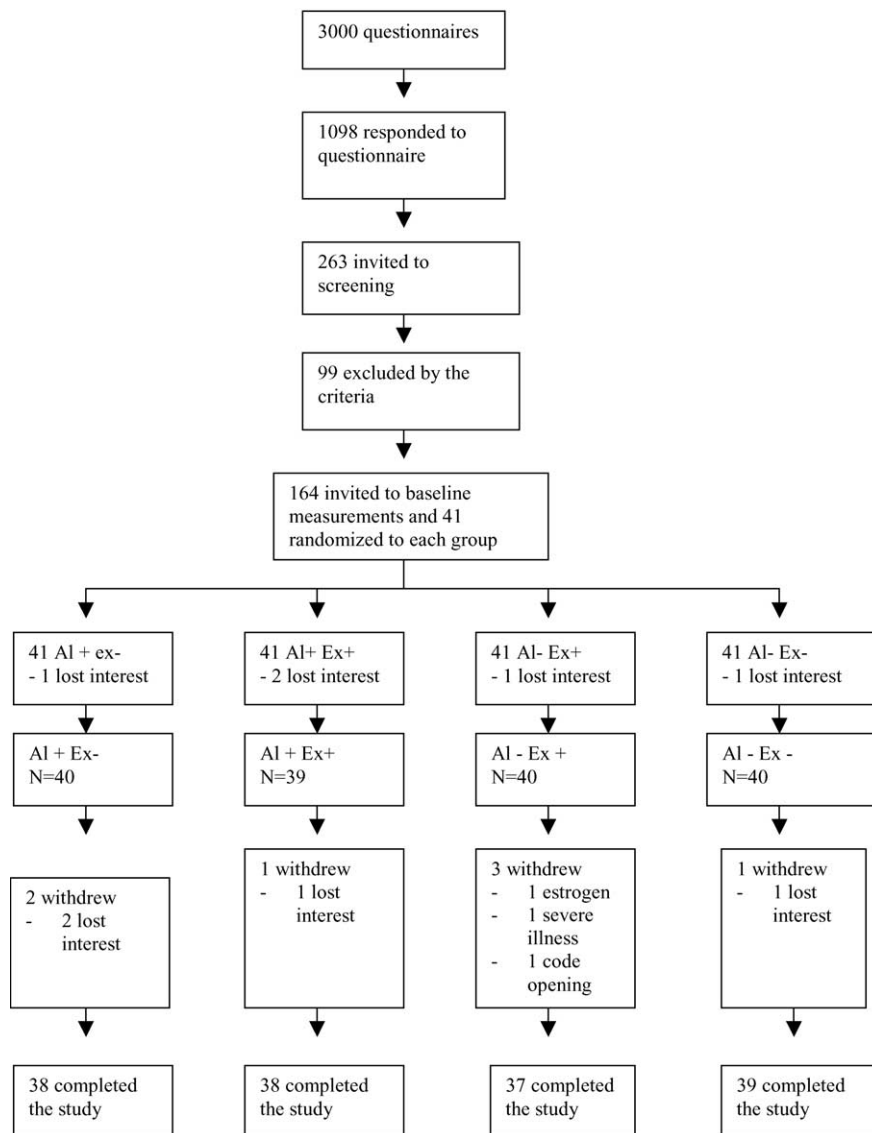 3000 questionnaires
1098 responded to
questionnaire
263 invited to
screening
99 excluded by the
criteria
164 invited to baseline
measurements and 41
randomized to each group
41 Al + ex-
- 1 lost interest
41 Al+ Ex+
- 2 lost interest
41 Al- Ex+
- 1 lost interest
41 Al- Ex-
- 1 lost interest
Al + Ex-
N=40
Al + Ex+
N=39
Al - Ex +
N=40
Al - Ex -
N=40
2 withdrew
- 2 lost
interest
1 withdrew
- 1 lost
interest
3 withdrew
- 1 estrogen
- 1 severe
illness
- 1 code
opening
1 withdrew
- 1 lost
interest
38 completed
the study
38 completed
the study
37 completed
the study
39 completed
the study